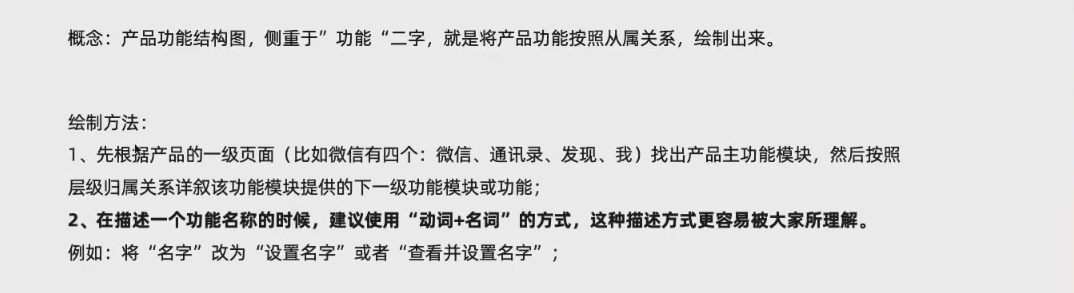 概念：产品功能结构图，侧重于”功能“二字，就是将产品功能按照从属关系，绘制出来。
绘制方法：
1、先根据产品的一级页面（比如微信有四个：微信、通讯录、发现、我）找出产品主功能模块，然后按照
层级归属关系详叙该功能模块提供的下一级功能模块或功能；
2、在描述一个功能名称的时候，建议使用“动词+名词”的方式，这种描述方式更容易被大家所理解。
例如：将“名字”改为“设置名字”或者“查看并设置名字”；